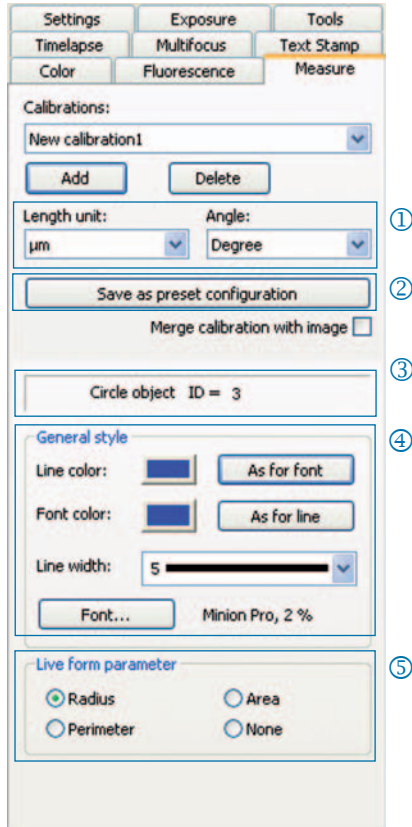 Settings Exposure Tools
Timelapse Multifocus Text Stamp
Color Fluorescence Measure
Calibrations:
New calibration1
Add Delete
Length unit: Angle: ①
µm Degree
Save as preset configuration ②
Merge calibration with image
③
Circle object ID = 3
General style ④
Line color: As for font
Font color: As for line
Line width: 5
Font... Minion Pro, 2 %
Live form parameter ⑤
Radius Area
Perimeter None